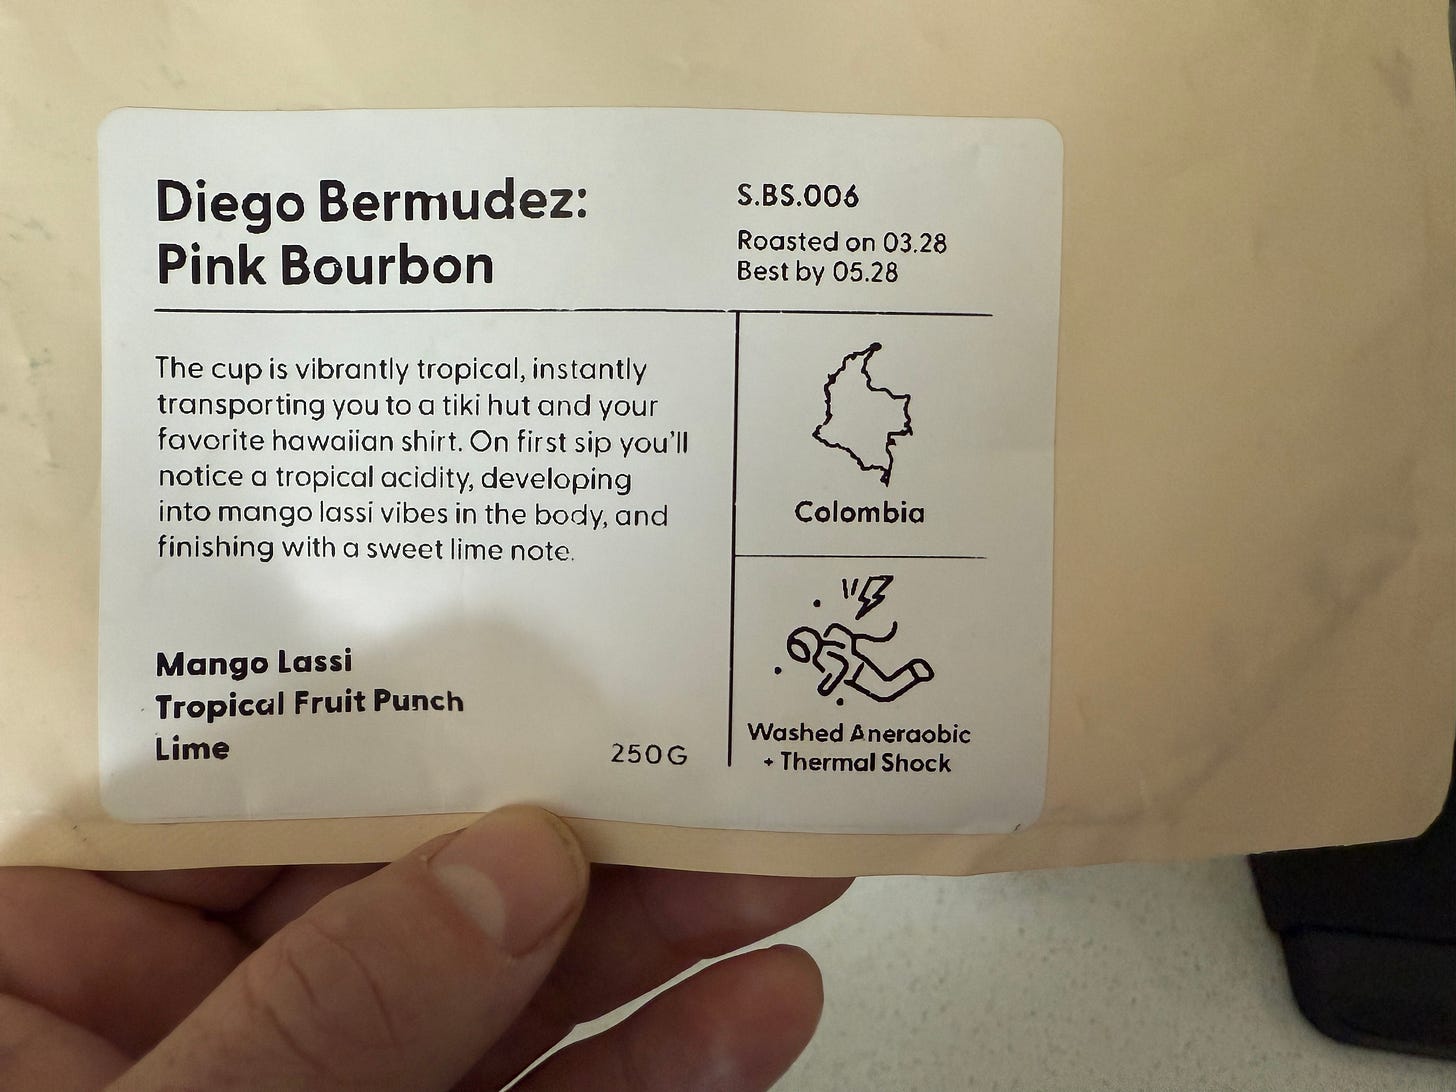 Diego Bermudez:
Pink Bourbon
S.BS.006
Roasted on 03.28
Best by 05.28
The cup is vibrantly tropical, instantly
transporting you to a tiki hut and your
favorite hawaiian shirt. On first sip you'll
notice a tropical acidity, developing
into mango lassi vibes in the body, and
finishing with a sweet lime note.
Mango Lassi
Tropical Fruit Punch
Lime
250G
Colombia
Washed Aneraobic
+ Thermal Shock